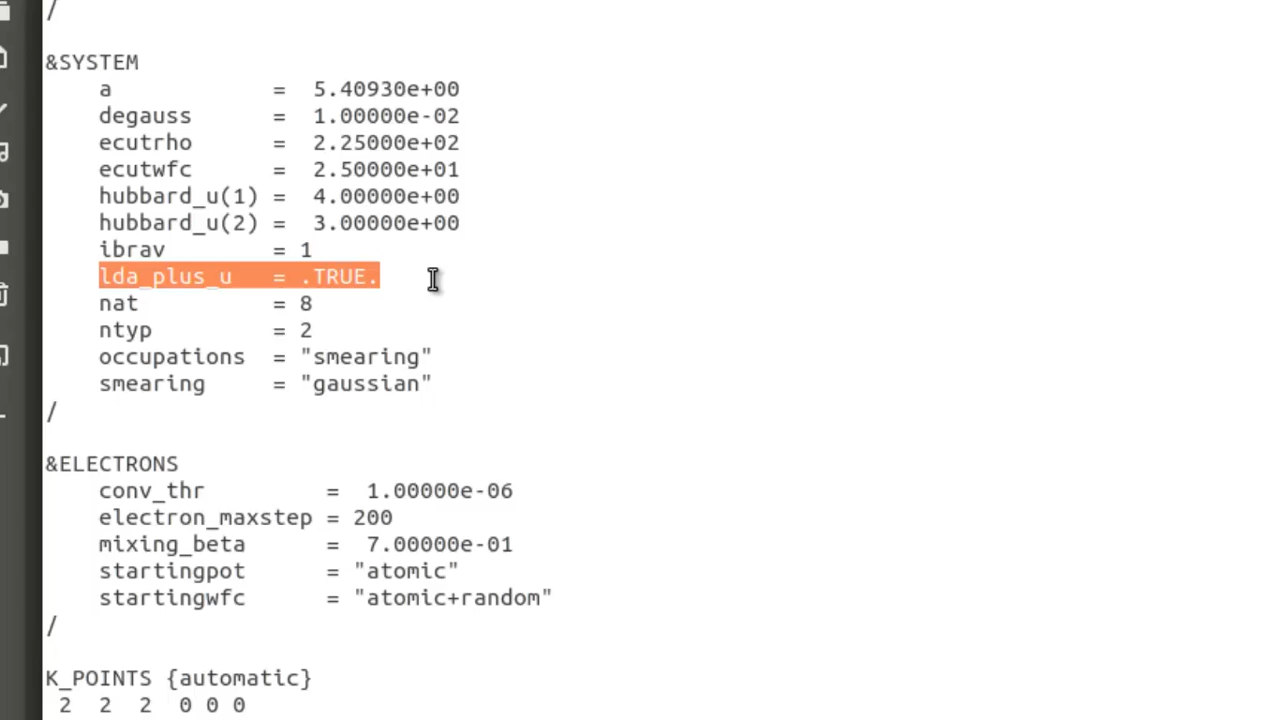 /
&SYSTEM
a = 5.40930e+00
degauss = 1.00000e-02
ecutrho = 2.25000e+02
ecutwfc = 2.50000e+01
hubbard_u(1) = 4.00000e+00
hubbard_u(2) = 3.00000e+00
ibrav = 1
lda_plus_u = .TRUE.
nat = 8
ntyp = 2
occupations = "smearing"
smearing = "gaussian"
/
&ELECTRONS
conv_thr = 1.00000e-06
electron_maxstep = 200
mixing_beta = 7.00000e-01
startingpot = "atomic"
startingwfc = "atomic+random"
/
K_POINTS {automatic}
2 2 2 0 0 0